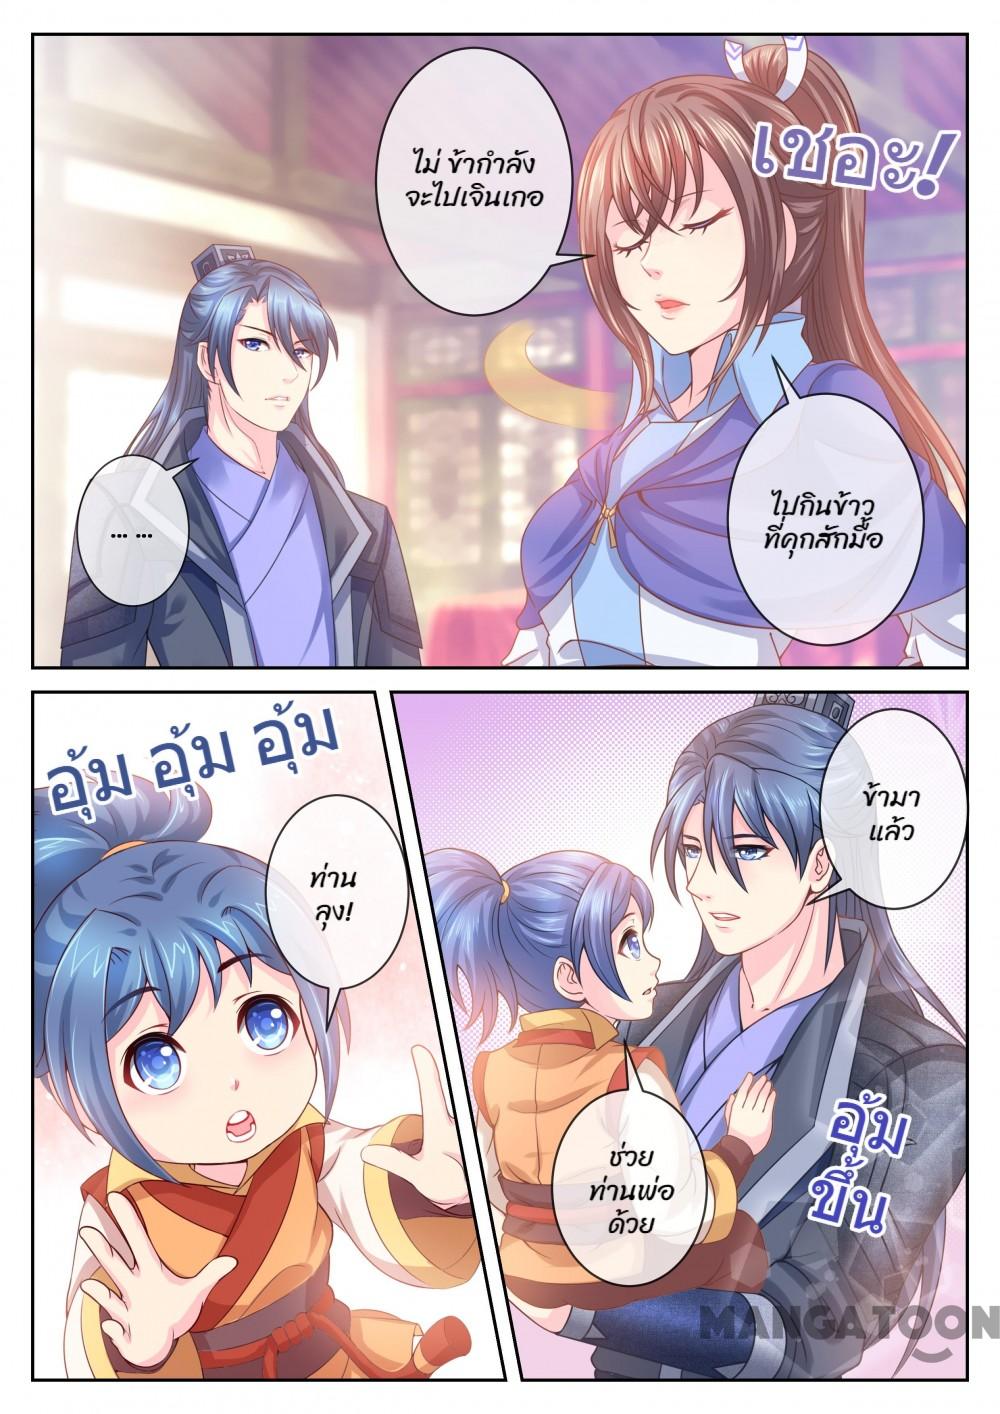 ไม่ ข้ากำลัง
จะไปเจินเกอ
เชอะ!
... ...
ไปกินข้าว
ที่คุกสักมื้อ
อุ้ม อุ้ม อุ้ม
ท่าน
ลุง!
ข้ามา
แล้ว
ช่วย
ท่านพ่อ
ด้วย
อุ้ม
ขึ้น
MANGATOON